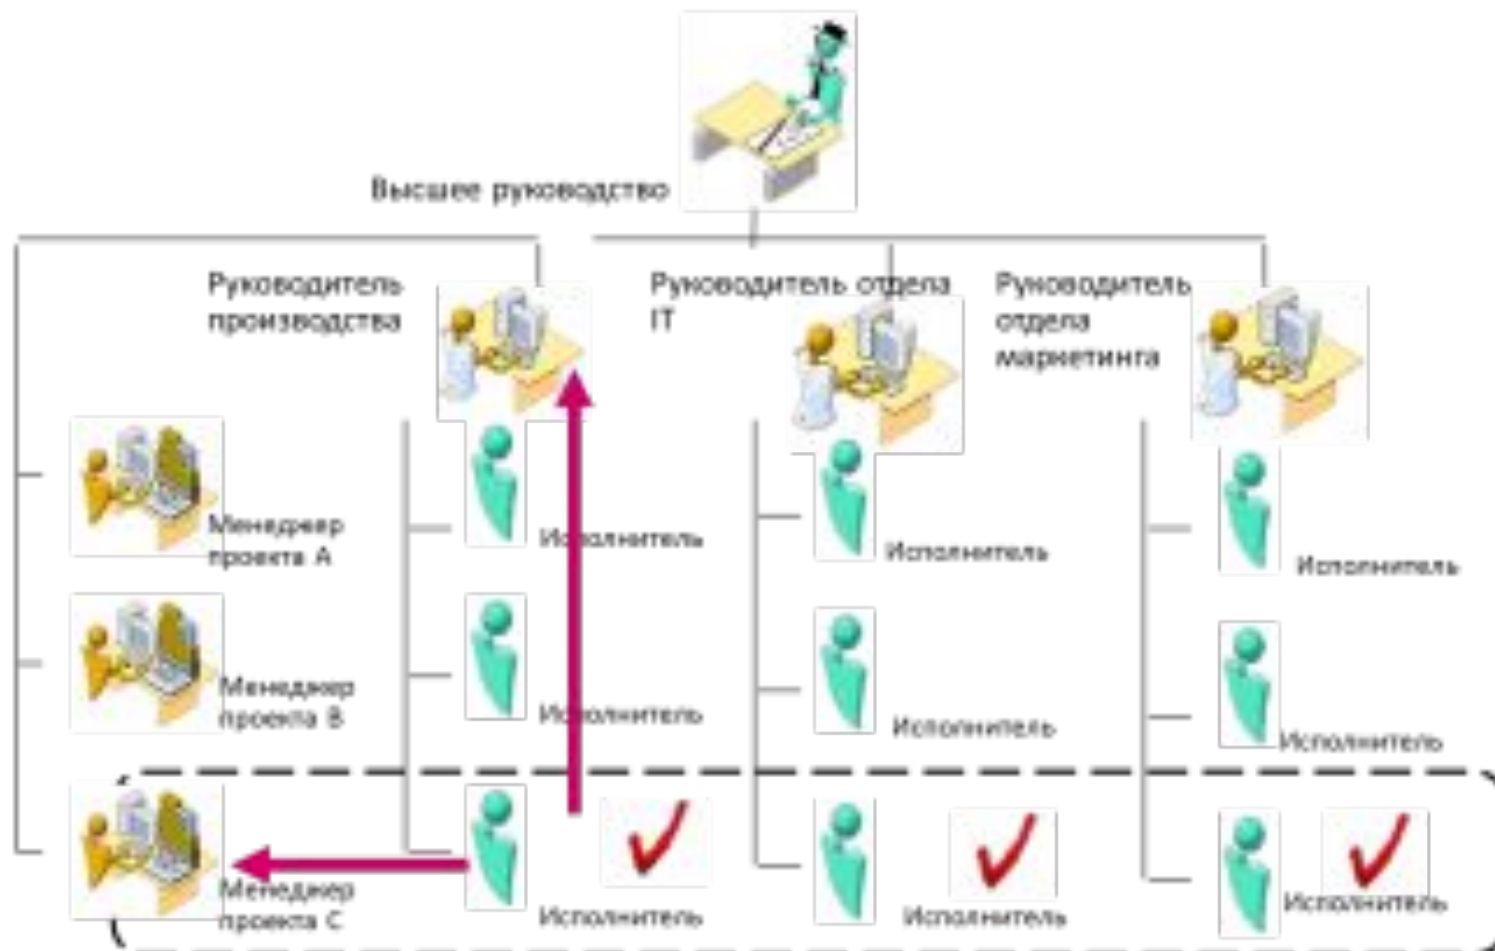 Высшее руководство
Руководитель
производства
Руководитель отдела
IT
Руководитель
отдела
маркетинга
Менеджер
проекта А
Исполнитель
Исполнитель
Исполнитель
Менеджер
проекта В
Исполнитель
Исполнитель
Исполнитель
Менеджер
проекта С
Исполнитель
Исполнитель
Исполнитель